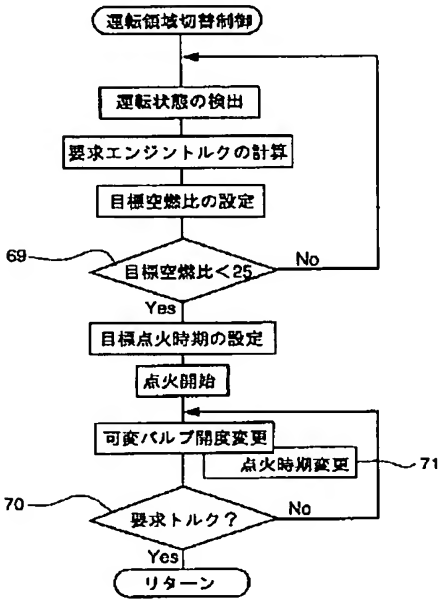 運転領域切替制御
運転状態の検出
要求エンジントルクの計算
目標空燃比の設定
69
目標空燃比<25
No
Yes
目標点火時期の設定
点火開始
可変バルブ開度変更
点火時期変更
71
70
要求トルク?
No
Yes
リターン